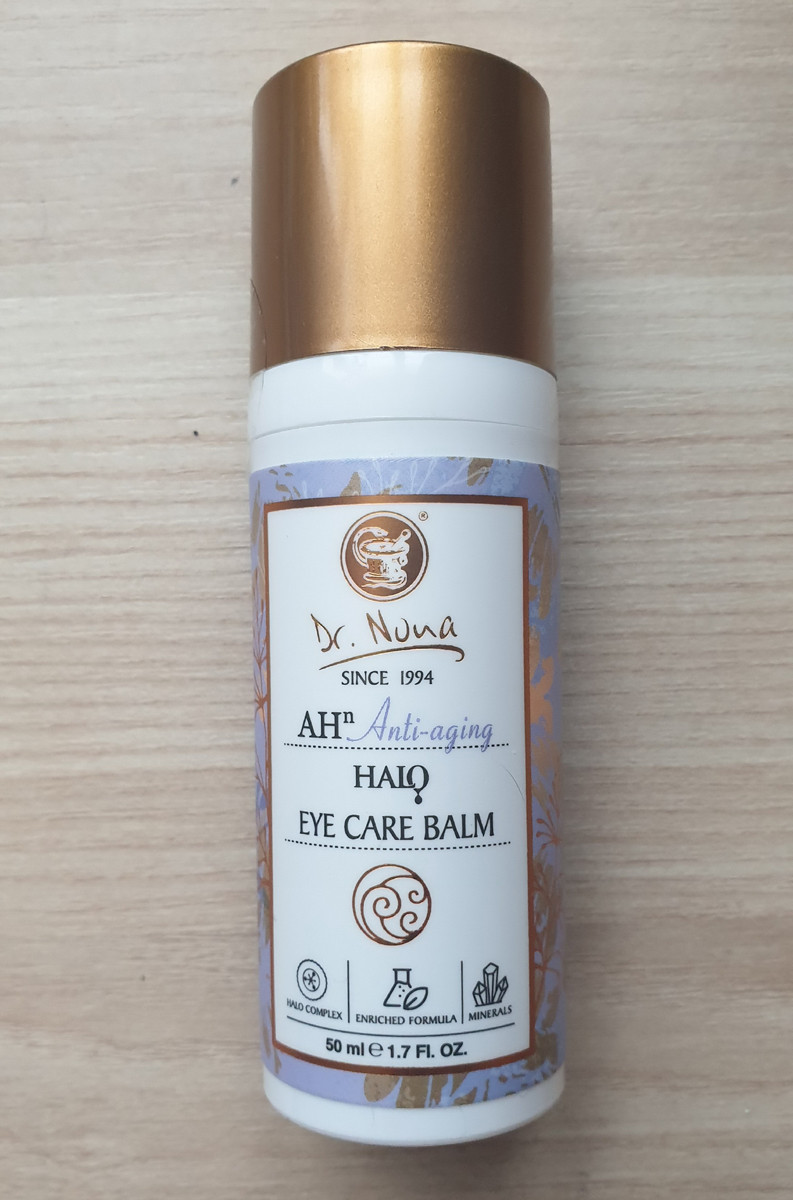 ®
Dr. Nona
SINCE 1994
AHⁿ Anti-aging
HALO
EYE CARE BALM
HALO COMPLEX
ENRICHED FORMULA
MINERALS
50 ml ℮ 1.7 Fl. OZ.